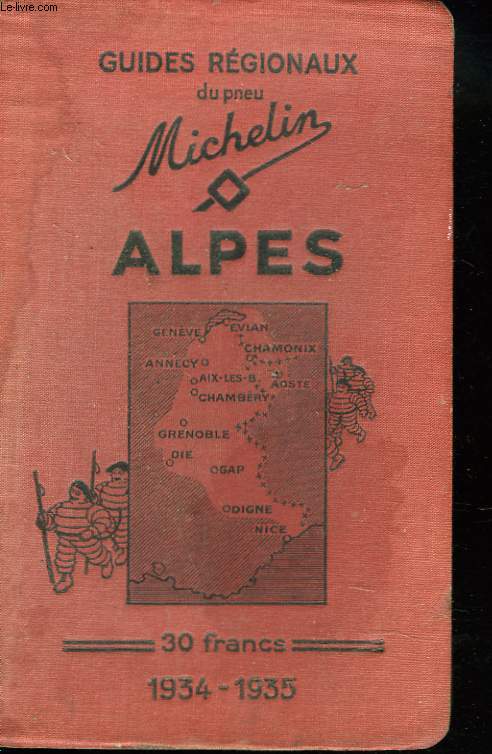 Le-livre.com
GUIDES RÉGIONAUX
du pneu
Michelin
ALPES
GENÈVE
EVIAN
CHAMONIX
ANNECY
AIX-LES-B.
AOSTE
CHAMBÉRY
GRENOBLE
DIE
GAP
DIGNE
NICE
30 francs
1934-1935